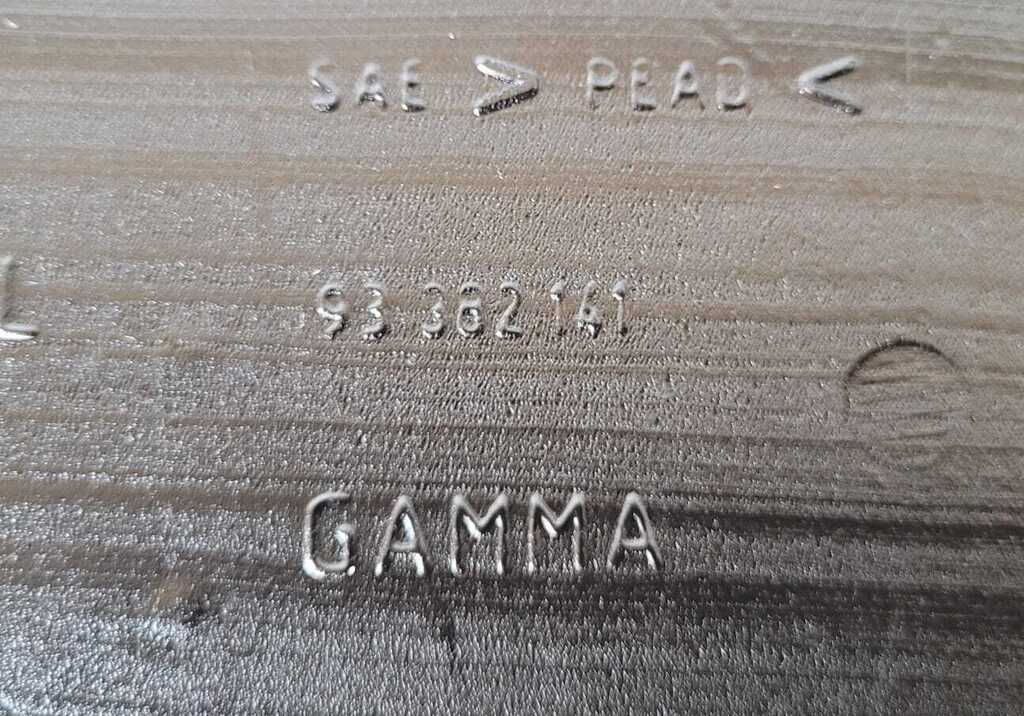 SAE > PEAD <
L
93 382 161
GAMMA